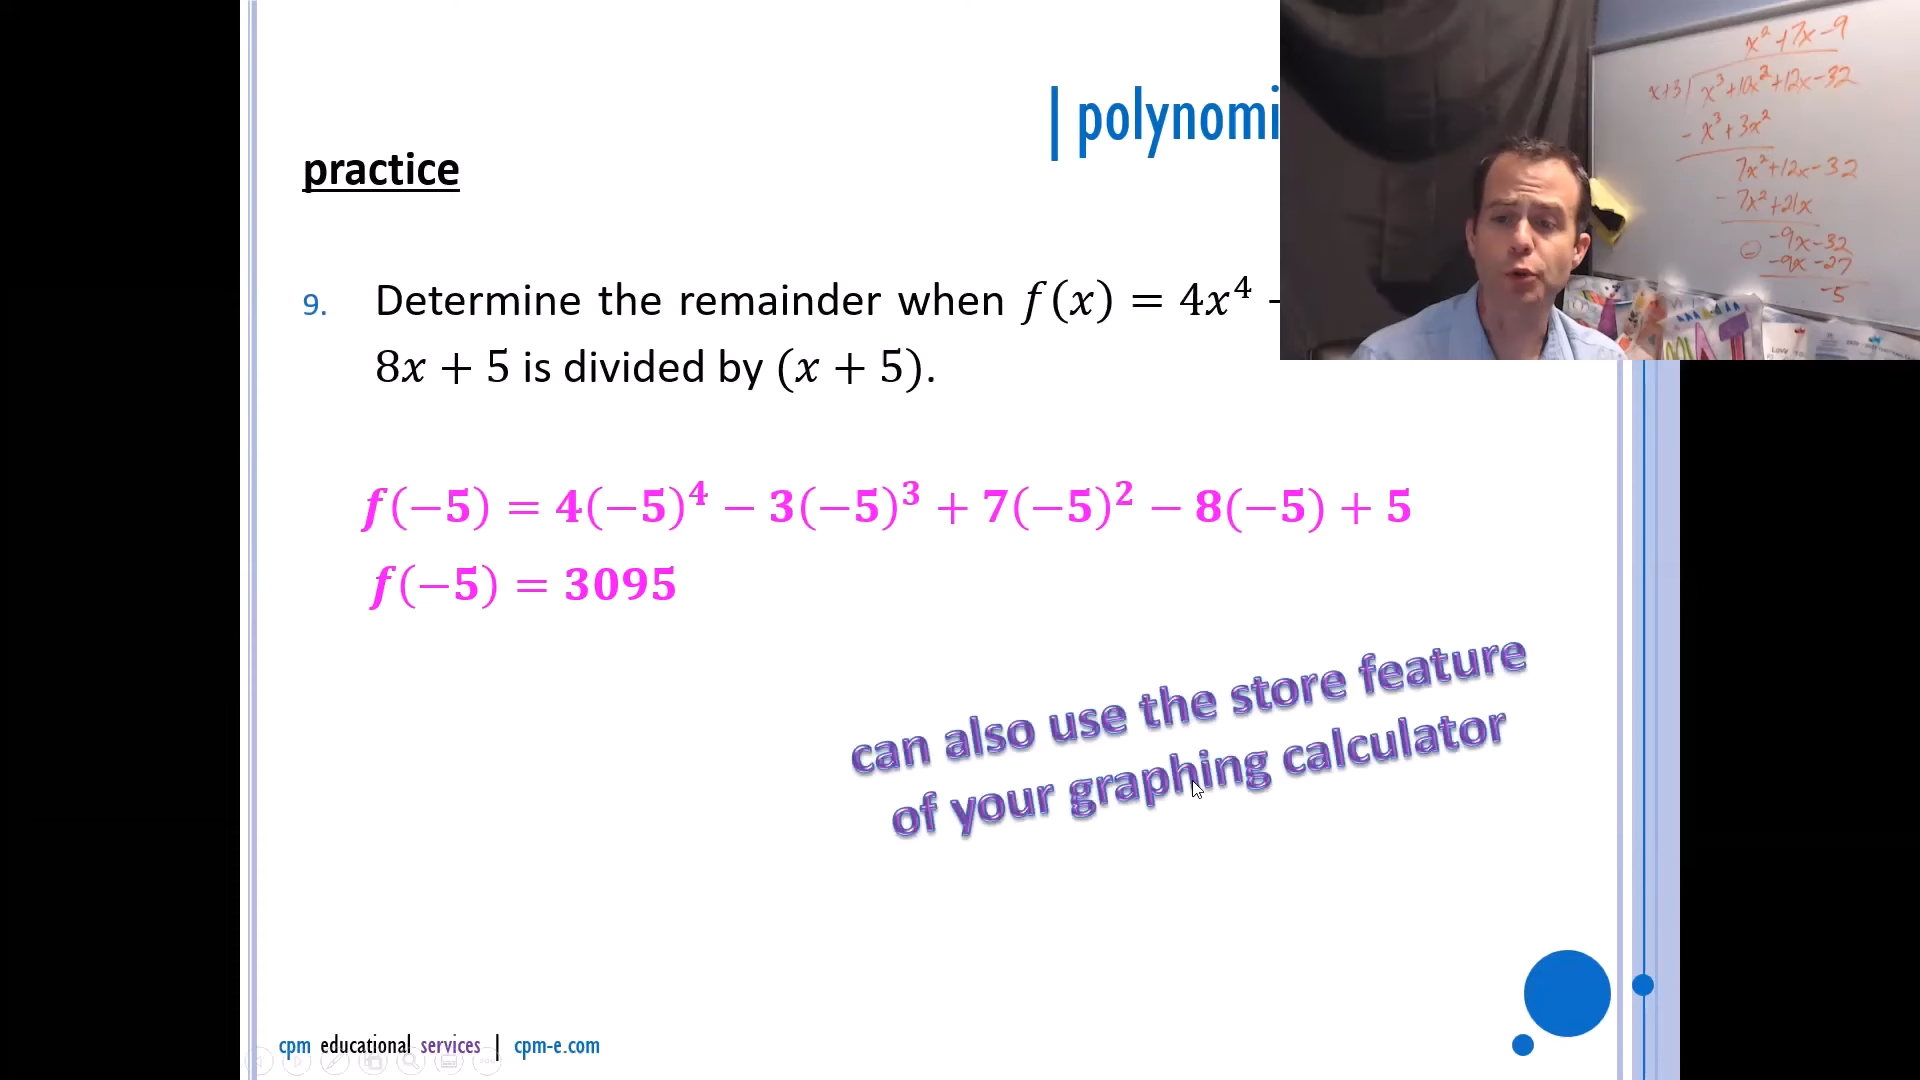 | polynomi
practice
9. Determine the remainder when f(x) = 4x⁴ −
8x + 5 is divided by (x + 5).
f(−5) = 4(−5)⁴ − 3(−5)³ + 7(−5)² − 8(−5) + 5
f(−5) = 3095
can also use the store feature
of your graphing calculator
cpm educational services | cpm-e.com
x² + 7x − 9
x+3 x³ + 10x² + 12x − 32
− x³ + 3x²
7x² + 12x − 32
− 7x² + 21x
−9x − 32
− −9x − 27
−5